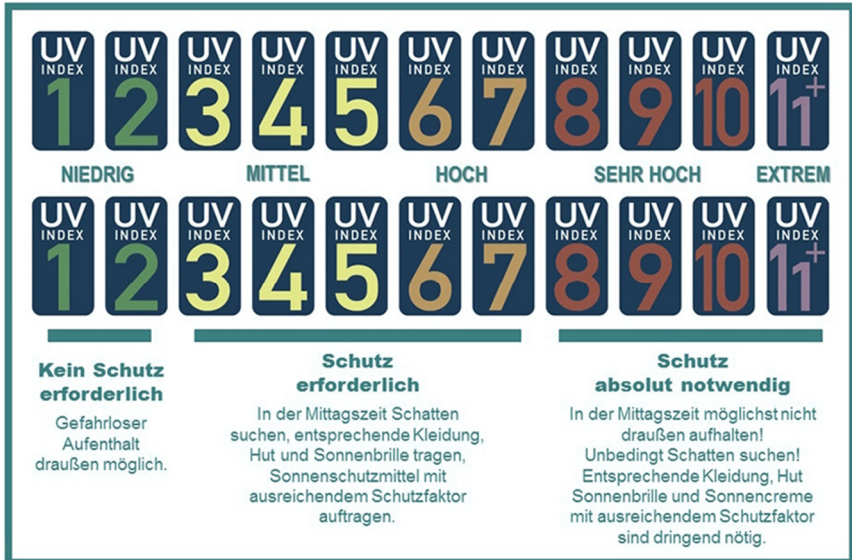 UV UV UV UV UV UV UV UV UV UV UV
INDEX INDEX INDEX INDEX INDEX INDEX INDEX INDEX INDEX INDEX INDEX
1 2 3 4 5 6 7 8 9 10 11+
NIEDRIG MITTEL HOCH SEHR HOCH EXTREM
UV UV UV UV UV UV UV UV UV UV UV
INDEX INDEX INDEX INDEX INDEX INDEX INDEX INDEX INDEX INDEX INDEX
1 2 3 4 5 6 7 8 9 10 11+
Kein Schutz
erforderlich
Gefahrloser
Aufenthalt
draußen möglich.
Schutz
erforderlich
In der Mittagszeit Schatten
suchen, entsprechende Kleidung,
Hut und Sonnenbrille tragen,
Sonnenschutzmittel mit
ausreichendem Schutzfaktor
auftragen.
Schutz
absolut notwendig
In der Mittagszeit möglichst nicht
draußen aufhalten!
Unbedingt Schatten suchen!
Entsprechende Kleidung, Hut
Sonnenbrille und Sonnencreme
mit ausreichendem Schutzfaktor
sind dringend nötig.